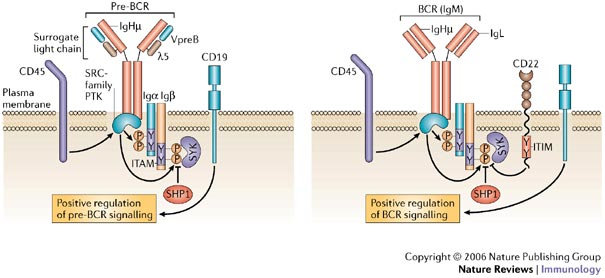 Pre-BCR
IgHμ
Surrogate
light chain
VpreB
λ5
CD19
CD45
SRC-
family
PTK
Igα Igβ
Plasma
membrane
P
P
Y
Y
ITAM
Y
Y
P
P
SYK
SHP1
Positive regulation
of pre-BCR signalling
BCR (IgM)
IgHμ
IgL
CD22
CD45
P
P
Y
Y
Y
Y
P
P
SYK
Y
Y
ITIM
SHP1
Positive regulation
of BCR signalling
Copyright © 2006 Nature Publishing Group
Nature Reviews | Immunology